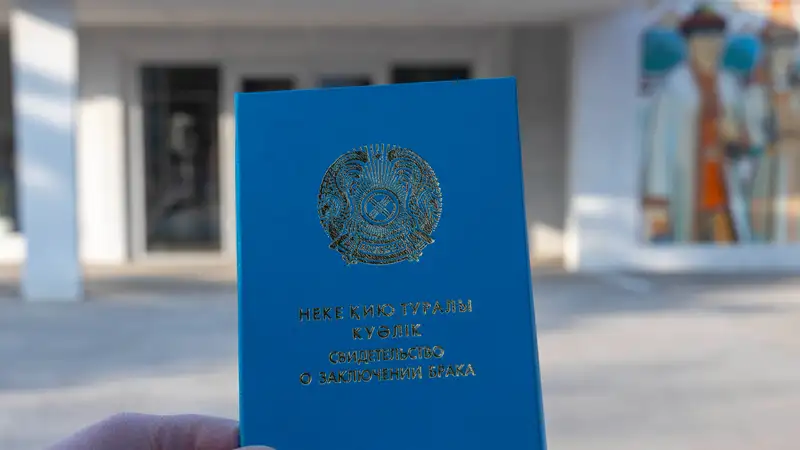 НЕКЕ ҚИЮ ТУРАЛЫ
КУӘЛІК
СВИДЕТЕЛЬСТВО
О ЗАКЛЮЧЕНИИ БРАКА